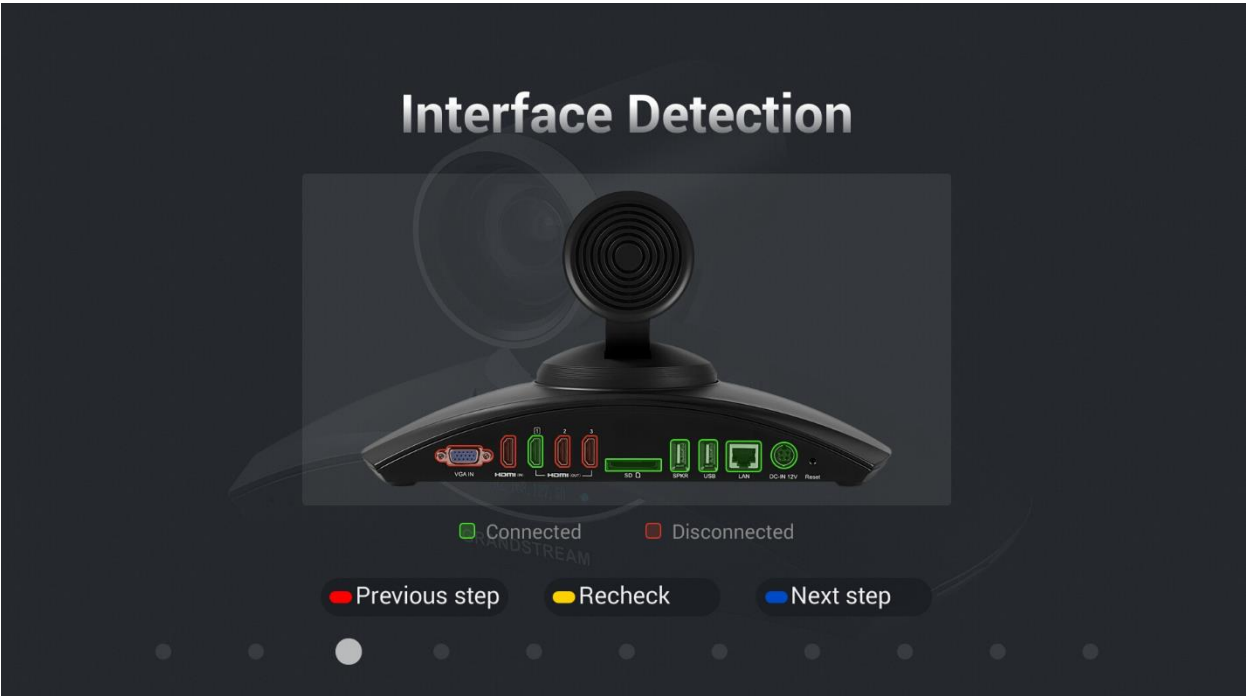 Interface Detection
1 2 3
VGA IN HDMI (IN) HDMI (OUT) SD SPKR USB LAN DC-IN 12V Reset
Connected Disconnected
GRANDSTREAM
Previous step Recheck Next step